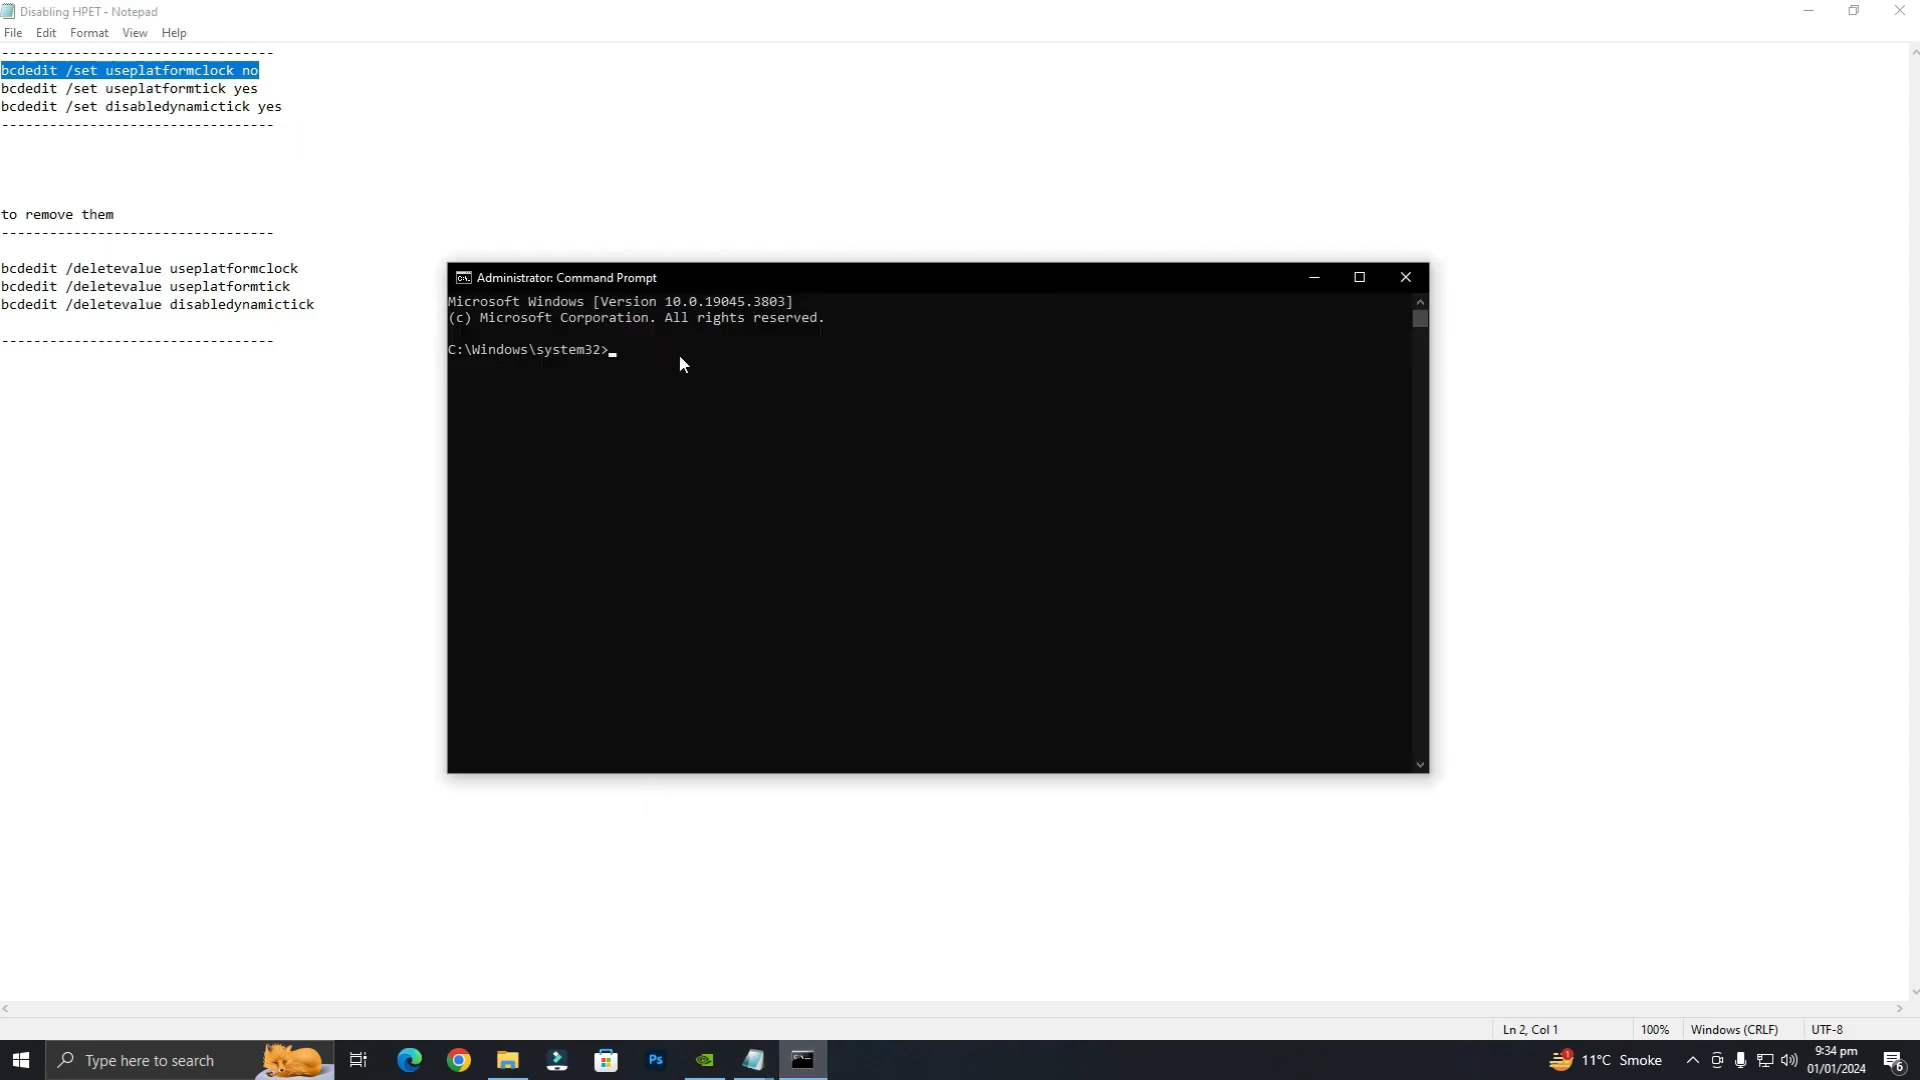 Disabling HPET - Notepad
File Edit Format View Help
----------------------------------
bcdedit /set useplatformclock no
bcdedit /set useplatformtick yes
bcdedit /set disabledynamictick yes
----------------------------------
to remove them
----------------------------------
bcdedit /deletevalue useplatformclock
bcdedit /deletevalue useplatformtick
bcdedit /deletevalue disabledynamictick
----------------------------------
Administrator: Command Prompt
Microsoft Windows [Version 10.0.19045.3803]
(c) Microsoft Corporation. All rights reserved.
C:\Windows\system32>
Ln 2, Col 1 100% Windows (CRLF) UTF-8
Type here to search
Ps
1
11°C Smoke
9:34 pm
01/01/2024
6